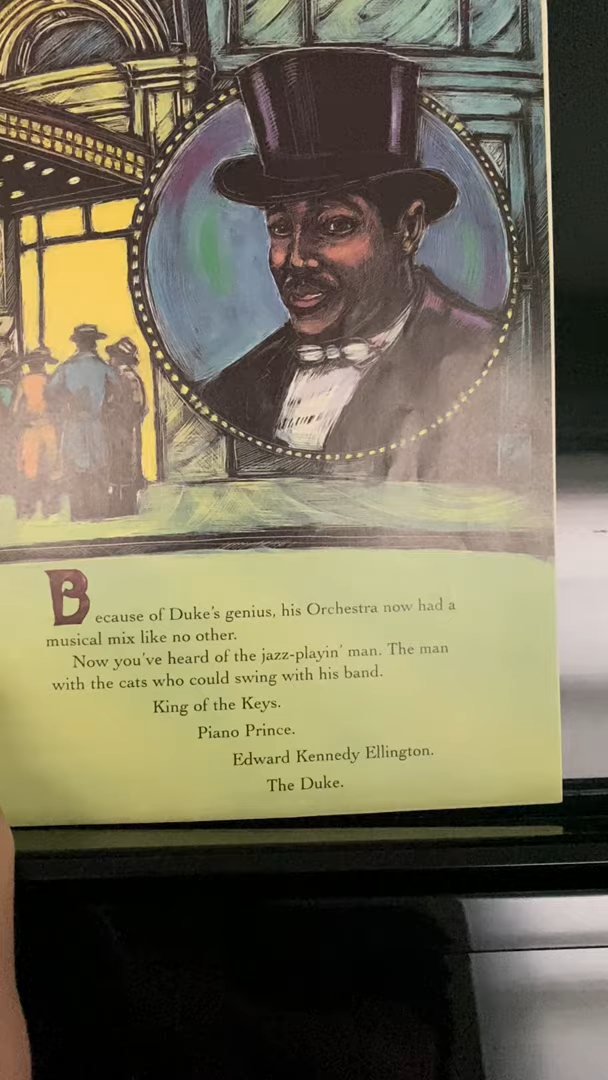 Because of Duke's genius, his Orchestra now had a
musical mix like no other.
Now you've heard of the jazz-playin' man. The man
with the cats who could swing with his band.
King of the Keys.
Piano Prince.
Edward Kennedy Ellington.
The Duke.